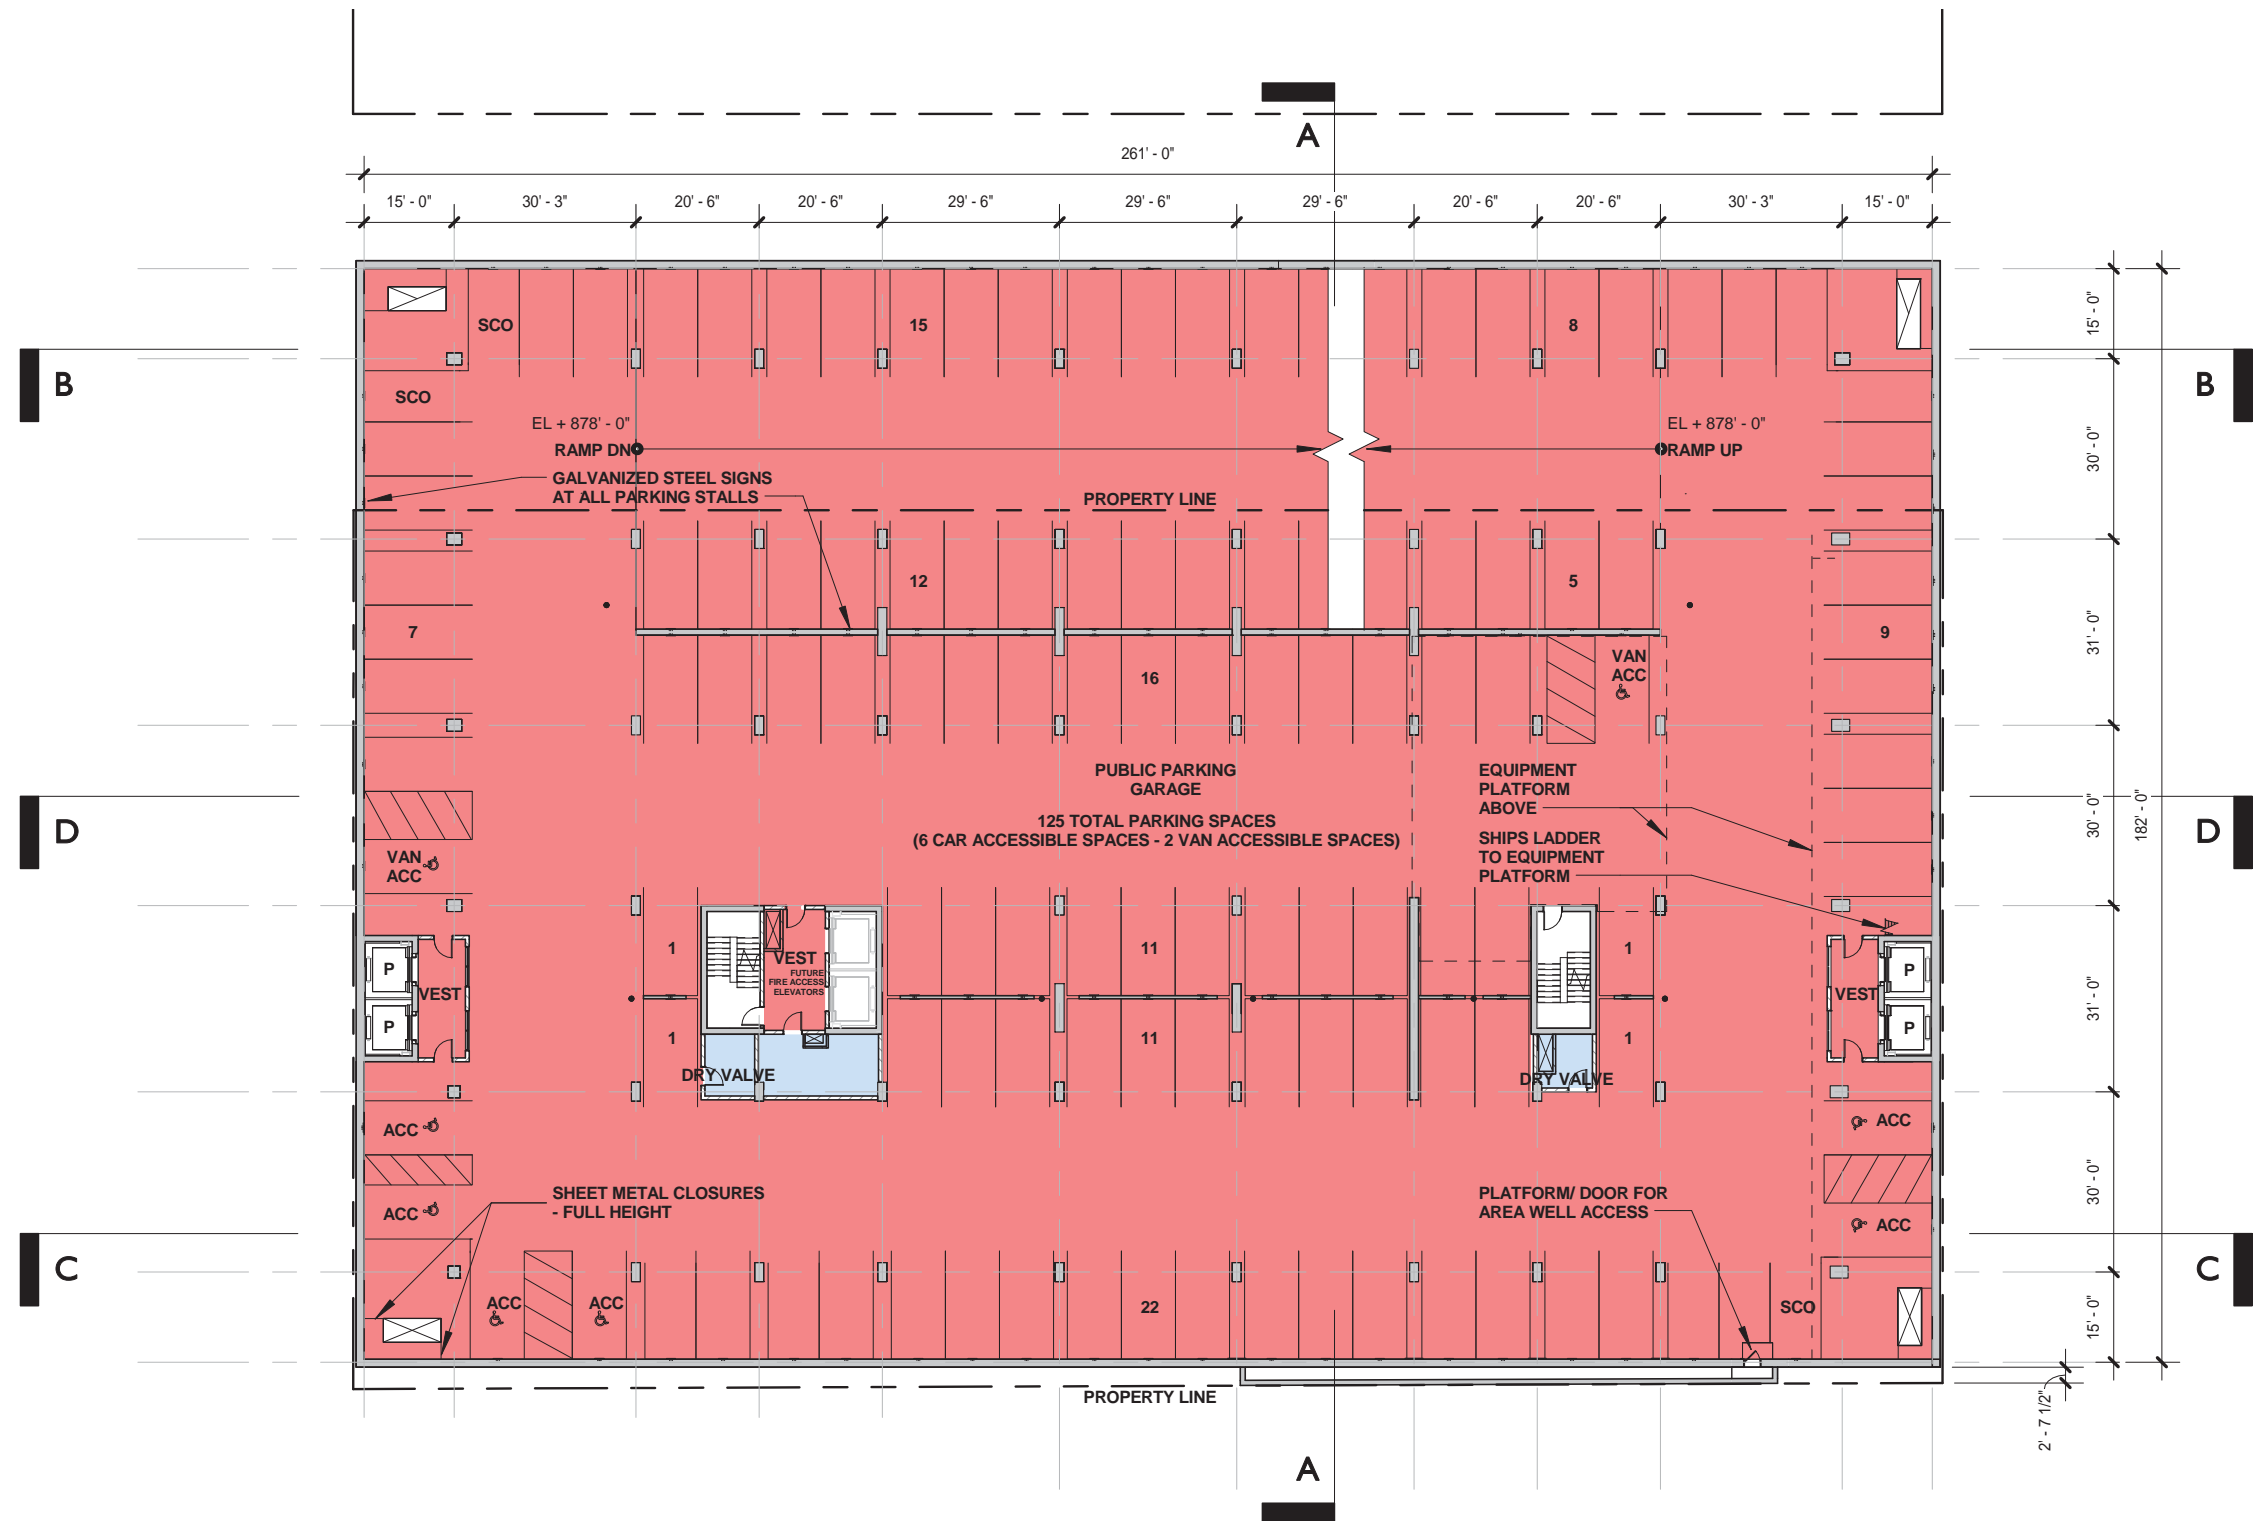 A
261' - 0"
15' - 0"
30' - 3"
20' - 6"
20' - 6"
29' - 6"
29' - 6"
29' - 6"
20' - 6"
20' - 6"
30' - 3"
15' - 0"
SCO
15
8
15' - 0"
B
B
SCO
EL + 878' - 0"
EL + 878' - 0"
RAMP DN
RAMP UP
30' - 0"
GALVANIZED STEEL SIGNS
AT ALL PARKING STALLS
PROPERTY LINE
12
5
7
9
31' - 0"
VAN
ACC
16
PUBLIC PARKING
GARAGE
125 TOTAL PARKING SPACES
(6 CAR ACCESSIBLE SPACES - 2 VAN ACCESSIBLE SPACES)
EQUIPMENT
PLATFORM
ABOVE
SHIPS LADDER
TO EQUIPMENT
PLATFORM
30' - 0"
182' - 0"
D
D
VAN
ACC
1
11
1
VEST
FUTURE
FIRE ACCESS
ELEVATORS
P
VEST
P
VEST
P
P
31' - 0"
1
11
1
DRY VALVE
DRY VALVE
ACC
ACC
ACC
ACC
SHEET METAL CLOSURES
- FULL HEIGHT
PLATFORM/ DOOR FOR
AREA WELL ACCESS
30' - 0"
C
C
ACC
ACC
22
SCO
15' - 0"
PROPERTY LINE
2' - 7 1/2"
A